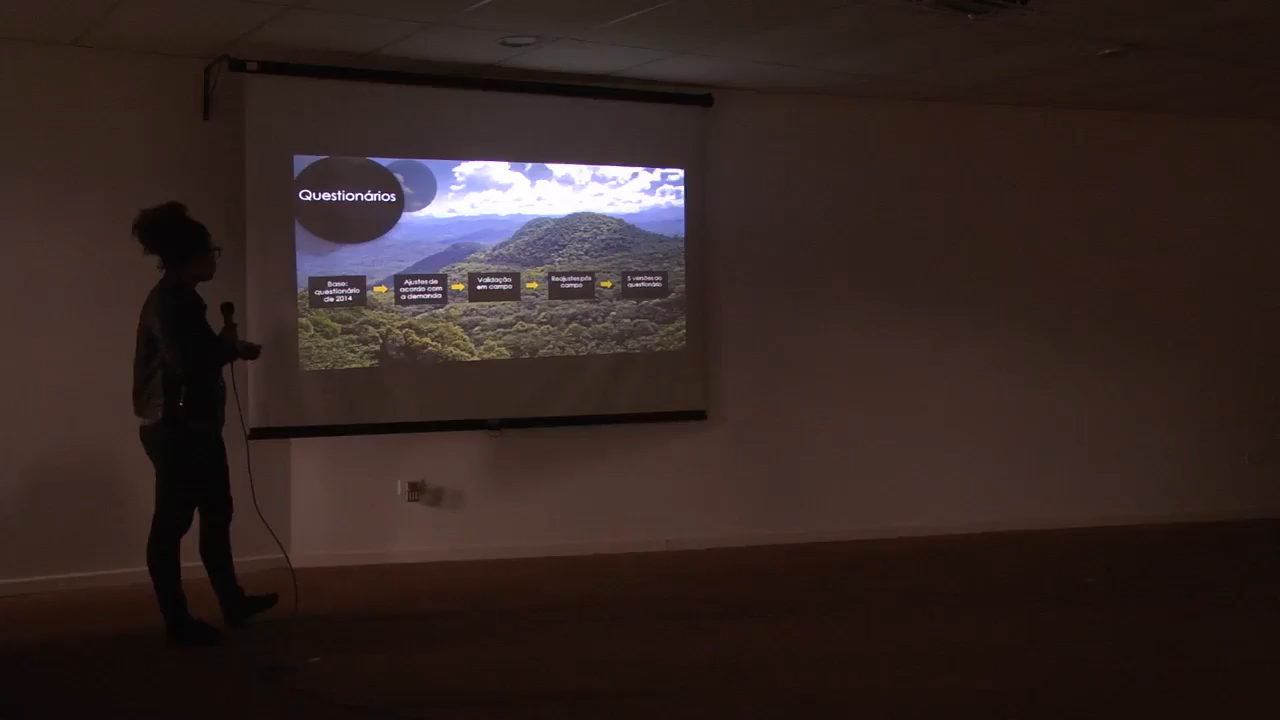 Questionários
Base:
questionário
de 2014
Ajustes de
acordo com
a demanda
Validação
em campo
Reajustes pós
campo
5 versões do
questionário